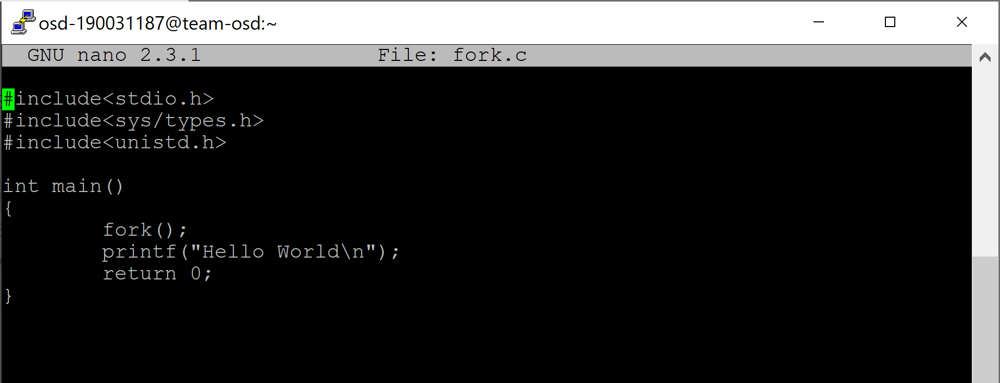 osd-190031187@team-osd:~
GNU nano 2.3.1 File: fork.c
#include<stdio.h>
#include<sys/types.h>
#include<unistd.h>
int main()
{
fork();
printf("Hello World\n");
return 0;
}